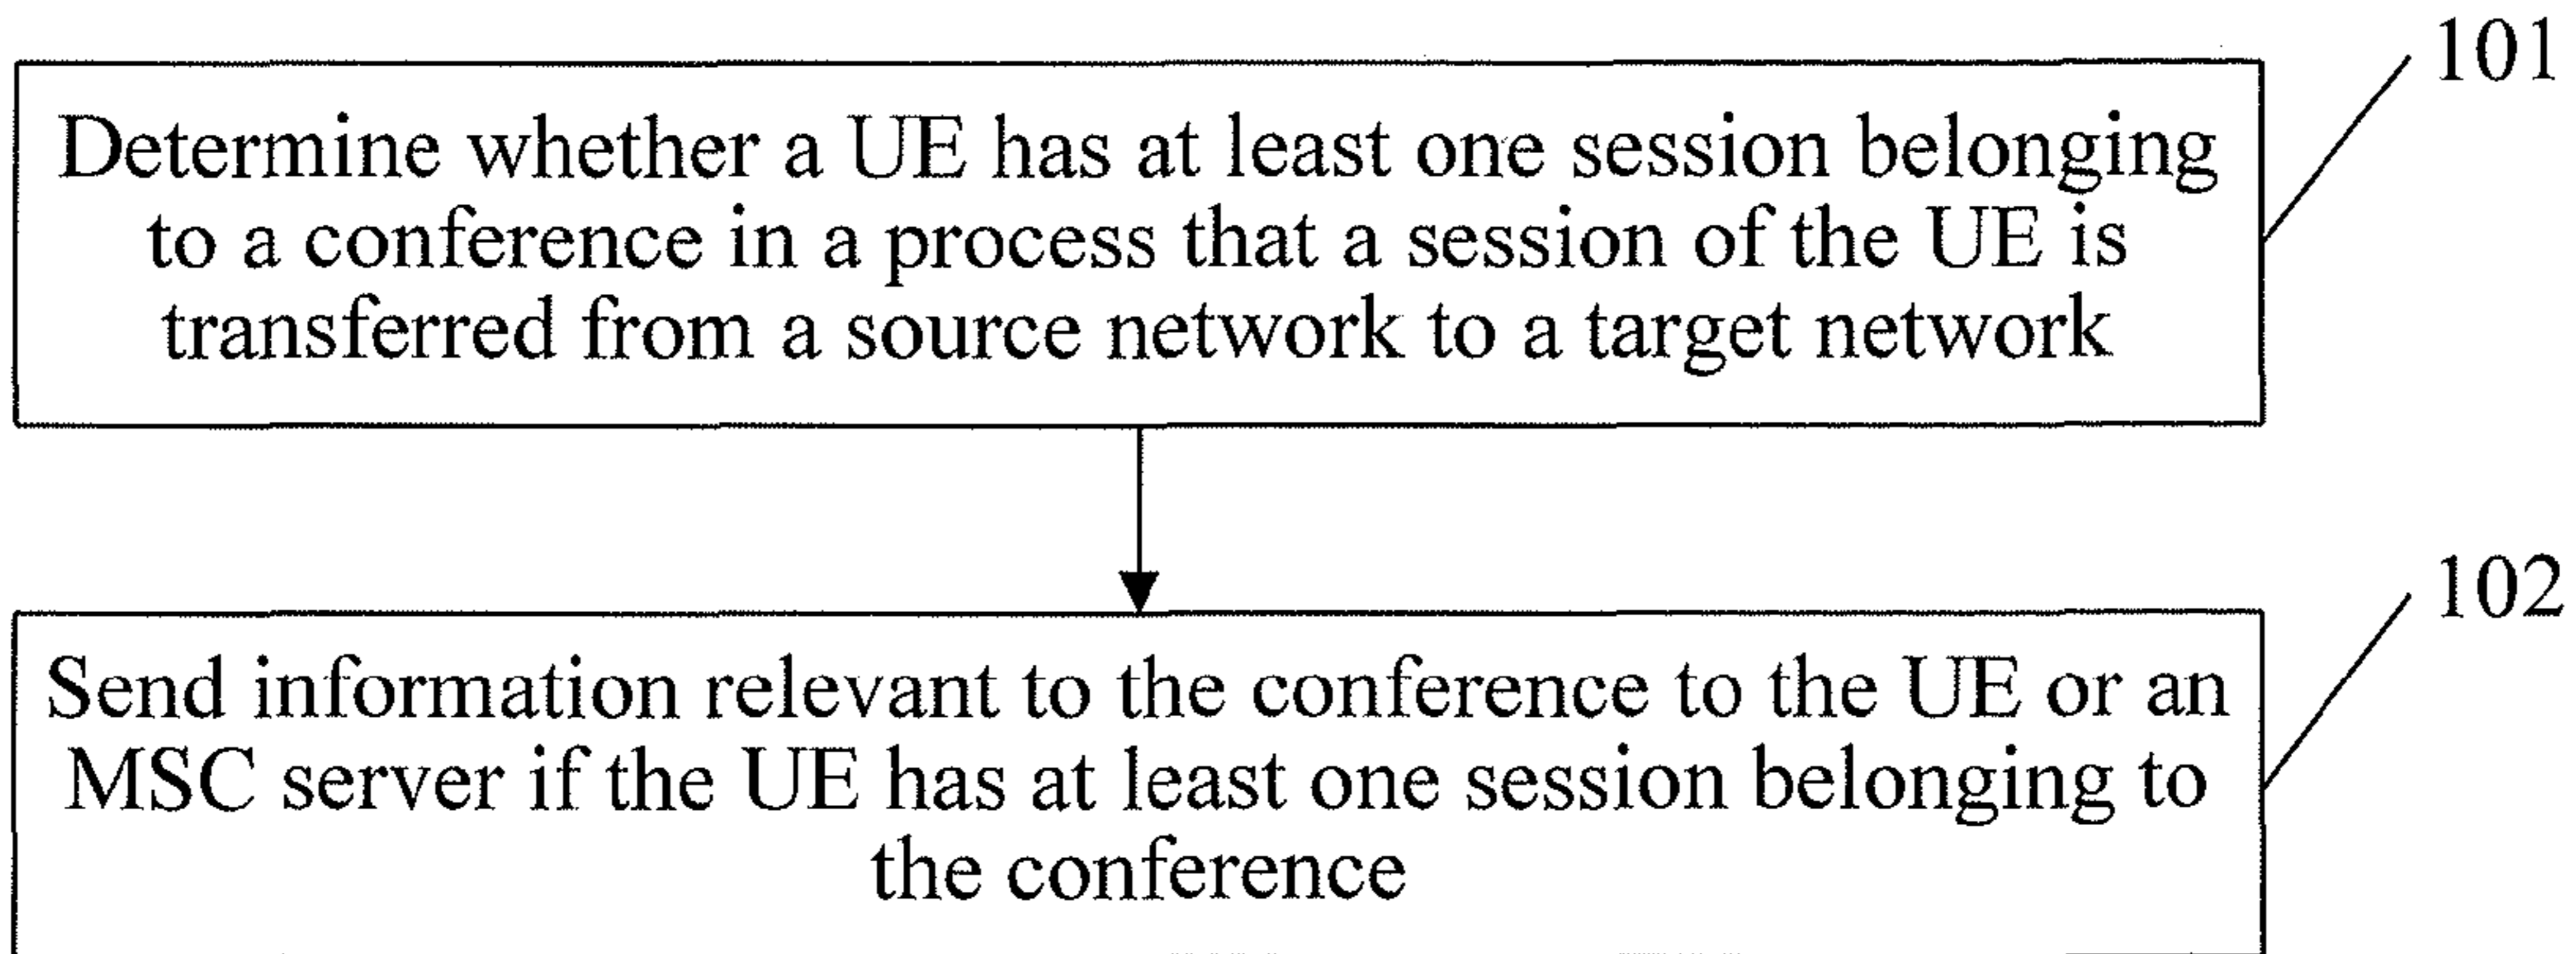 101
Determine whether a UE has at least one session belonging
to a conference in a process that a session of the UE is
transferred from a source network to a target network
102
Send information relevant to the conference to the UE or an
MSC server if the UE has at least one session belonging to
the conference